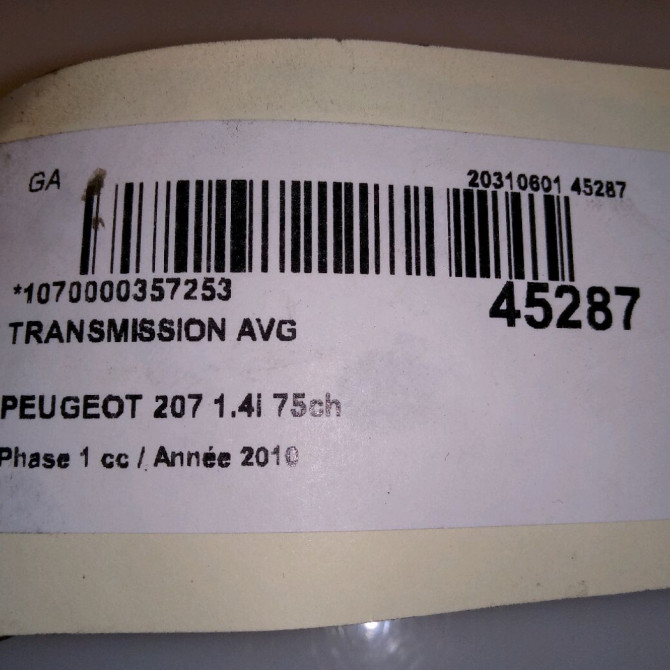 GA
20310601 45287
*1070000357253
45287
TRANSMISSION AVG
PEUGEOT 207 1.4i 75ch
Phase 1 cc / Année 2010